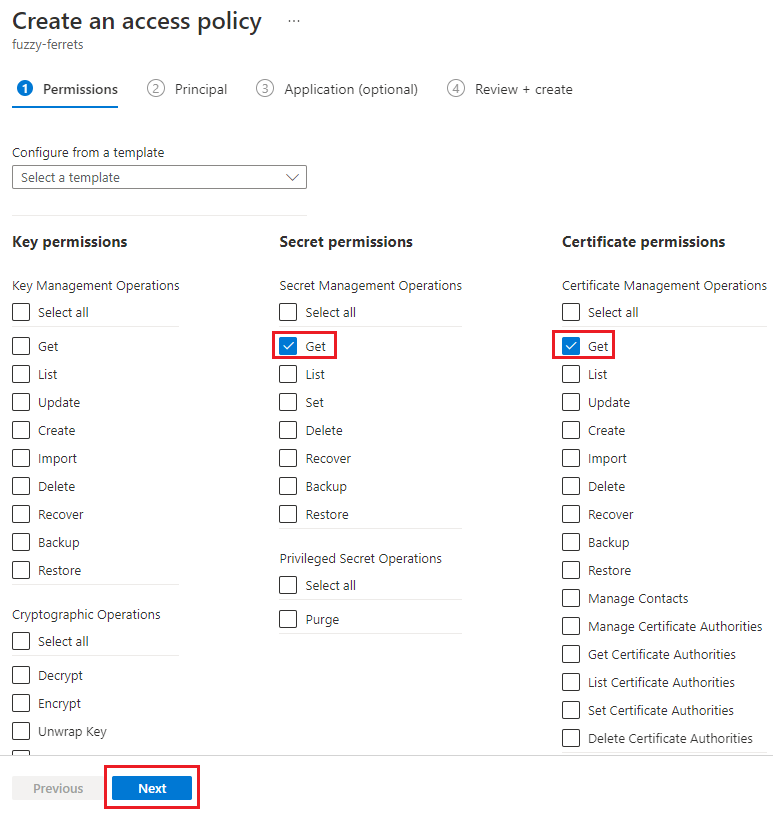 Create an access policy ...
fuzzy-ferrets
1 Permissions
2 Principal
3 Application (optional)
4 Review + create
Configure from a template
Select a template
Key permissions
Key Management Operations
Select all
Get
List
Update
Create
Import
Delete
Recover
Backup
Restore
Cryptographic Operations
Select all
Decrypt
Encrypt
Unwrap Key
Secret permissions
Secret Management Operations
Select all
Get
List
Set
Delete
Recover
Backup
Restore
Privileged Secret Operations
Select all
Purge
Certificate permissions
Certificate Management Operations
Select all
Get
List
Update
Create
Import
Delete
Recover
Backup
Restore
Manage Contacts
Manage Certificate Authorities
Get Certificate Authorities
List Certificate Authorities
Set Certificate Authorities
Delete Certificate Authorities
Previous
Next